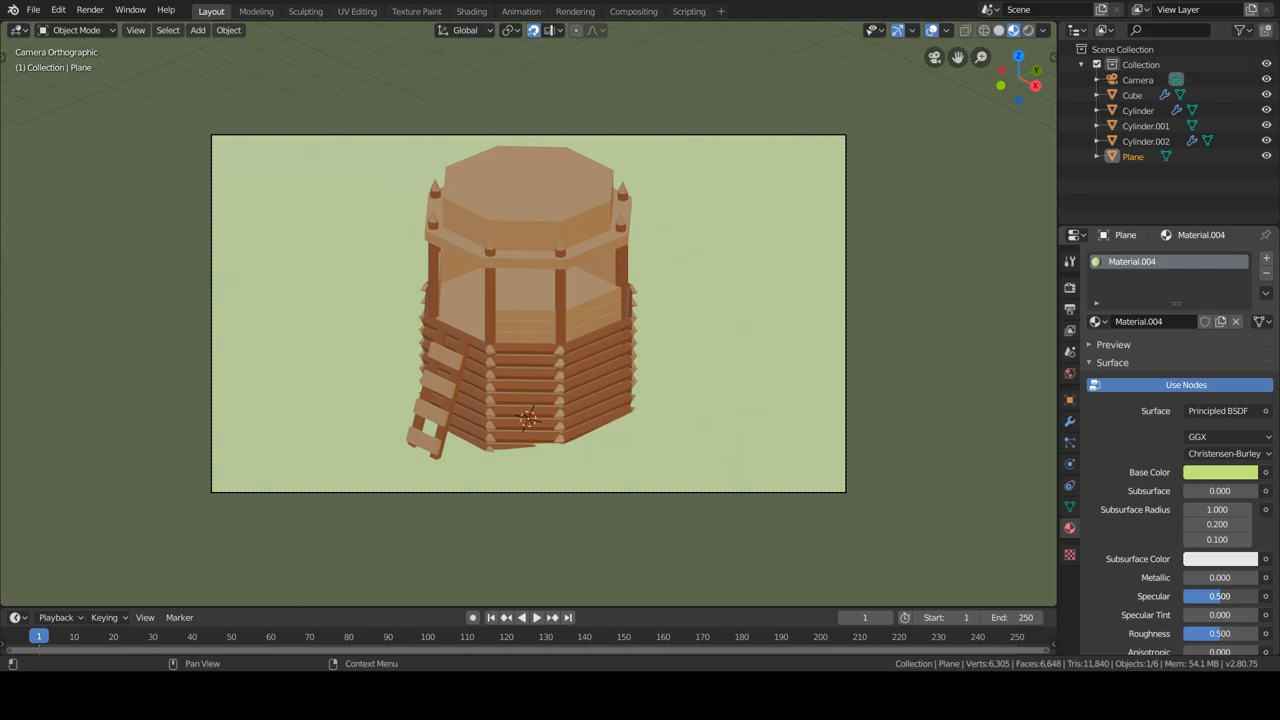 File Edit Render Window Help Layout Modeling Sculpting UV Editing Texture Paint Shading Animation Rendering Compositing Scripting + Scene View Layer
Object Mode View Select Add Object Global
Camera Orthographic
(1) Collection | Plane
Z
Y
X
Scene Collection
Collection
Camera
Cube
Cylinder
Cylinder.001
Cylinder.002
Plane
Plane Material.004
Material.004
Material.004
Preview
Surface
Use Nodes
Surface Principled BSDF
GGX
Christensen-Burley
Base Color
Subsurface 0.000
Subsurface Radius 1.000
0.200
0.100
Subsurface Color
Metallic 0.000
Specular 0.509
Specular Tint 0.000
Roughness 0.500
Anisotropic 0.000
Playback Keying View Marker 1 Start: 1 End: 250
1 10 20 30 40 50 60 70 80 90 100 110 120 130 140 150 160 170 180 190 200 210 220 230 240 250
Pan View Context Menu Collection | Plane | Verts:6,305 | Faces:6,648 | Tris:11,840 | Objects:1/6 | Mem: 54.1 MB | v2.80.75